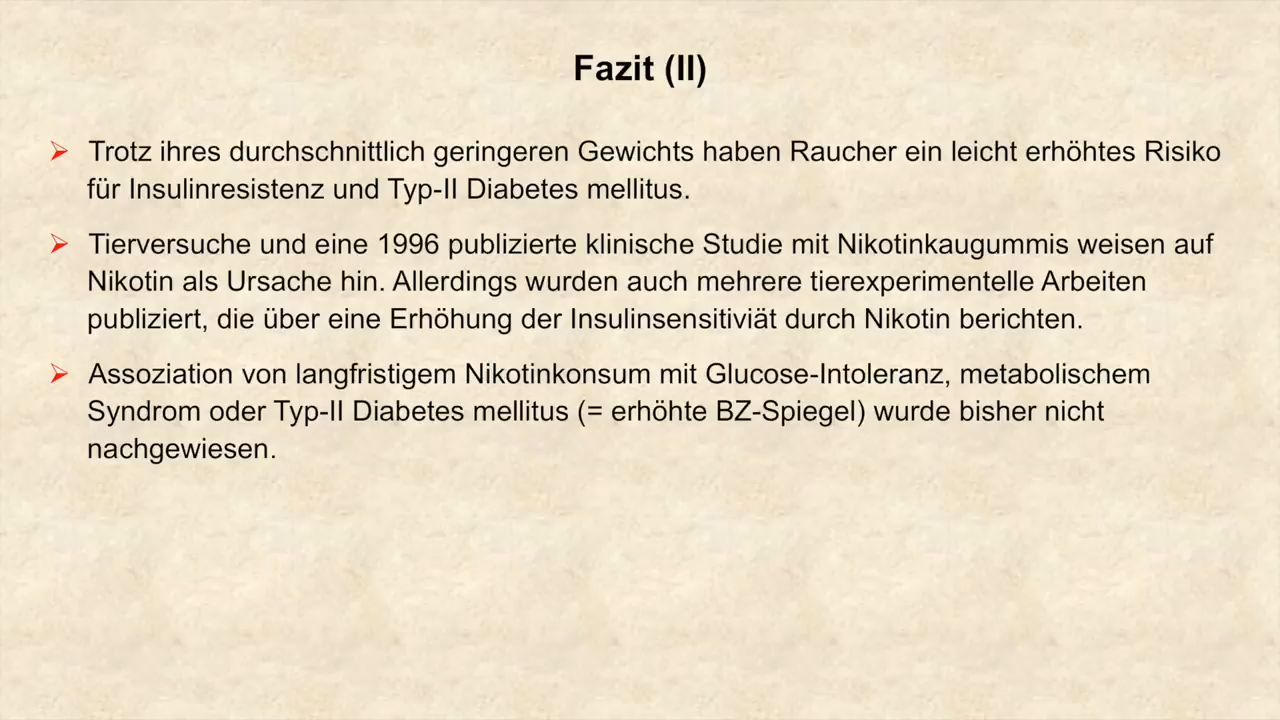 Fazit (II)
➢ Trotz ihres durchschnittlich geringeren Gewichts haben Raucher ein leicht erhöhtes Risiko
für Insulinresistenz und Typ-II Diabetes mellitus.
➢ Tierversuche und eine 1996 publizierte klinische Studie mit Nikotinkaugummis weisen auf
Nikotin als Ursache hin. Allerdings wurden auch mehrere tierexperimentelle Arbeiten
publiziert, die über eine Erhöhung der Insulinsensitiviät durch Nikotin berichten.
➢ Assoziation von langfristigem Nikotinkonsum mit Glucose-Intoleranz, metabolischem
Syndrom oder Typ-II Diabetes mellitus (= erhöhte BZ-Spiegel) wurde bisher nicht
nachgewiesen.